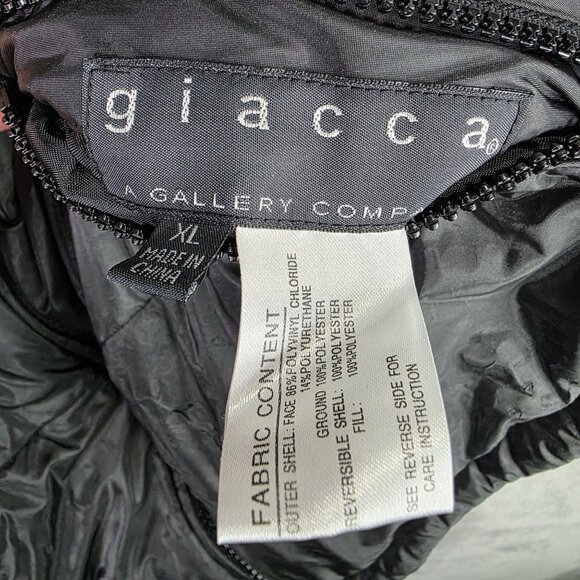 giacca
A GALLERY COMP
XL
MADE IN
CHINA
FABRIC CONTENT
OUTER SHELL: FACE 86%POLYVINYL CHLORIDE
14%POLYURETHANE
GROUND 100%POLYESTER
REVERSIBLE SHELL: 100%POLYESTER
FILL: 100%POLYESTER
SEE REVERSE SIDE FOR
CARE INSTRUCTION